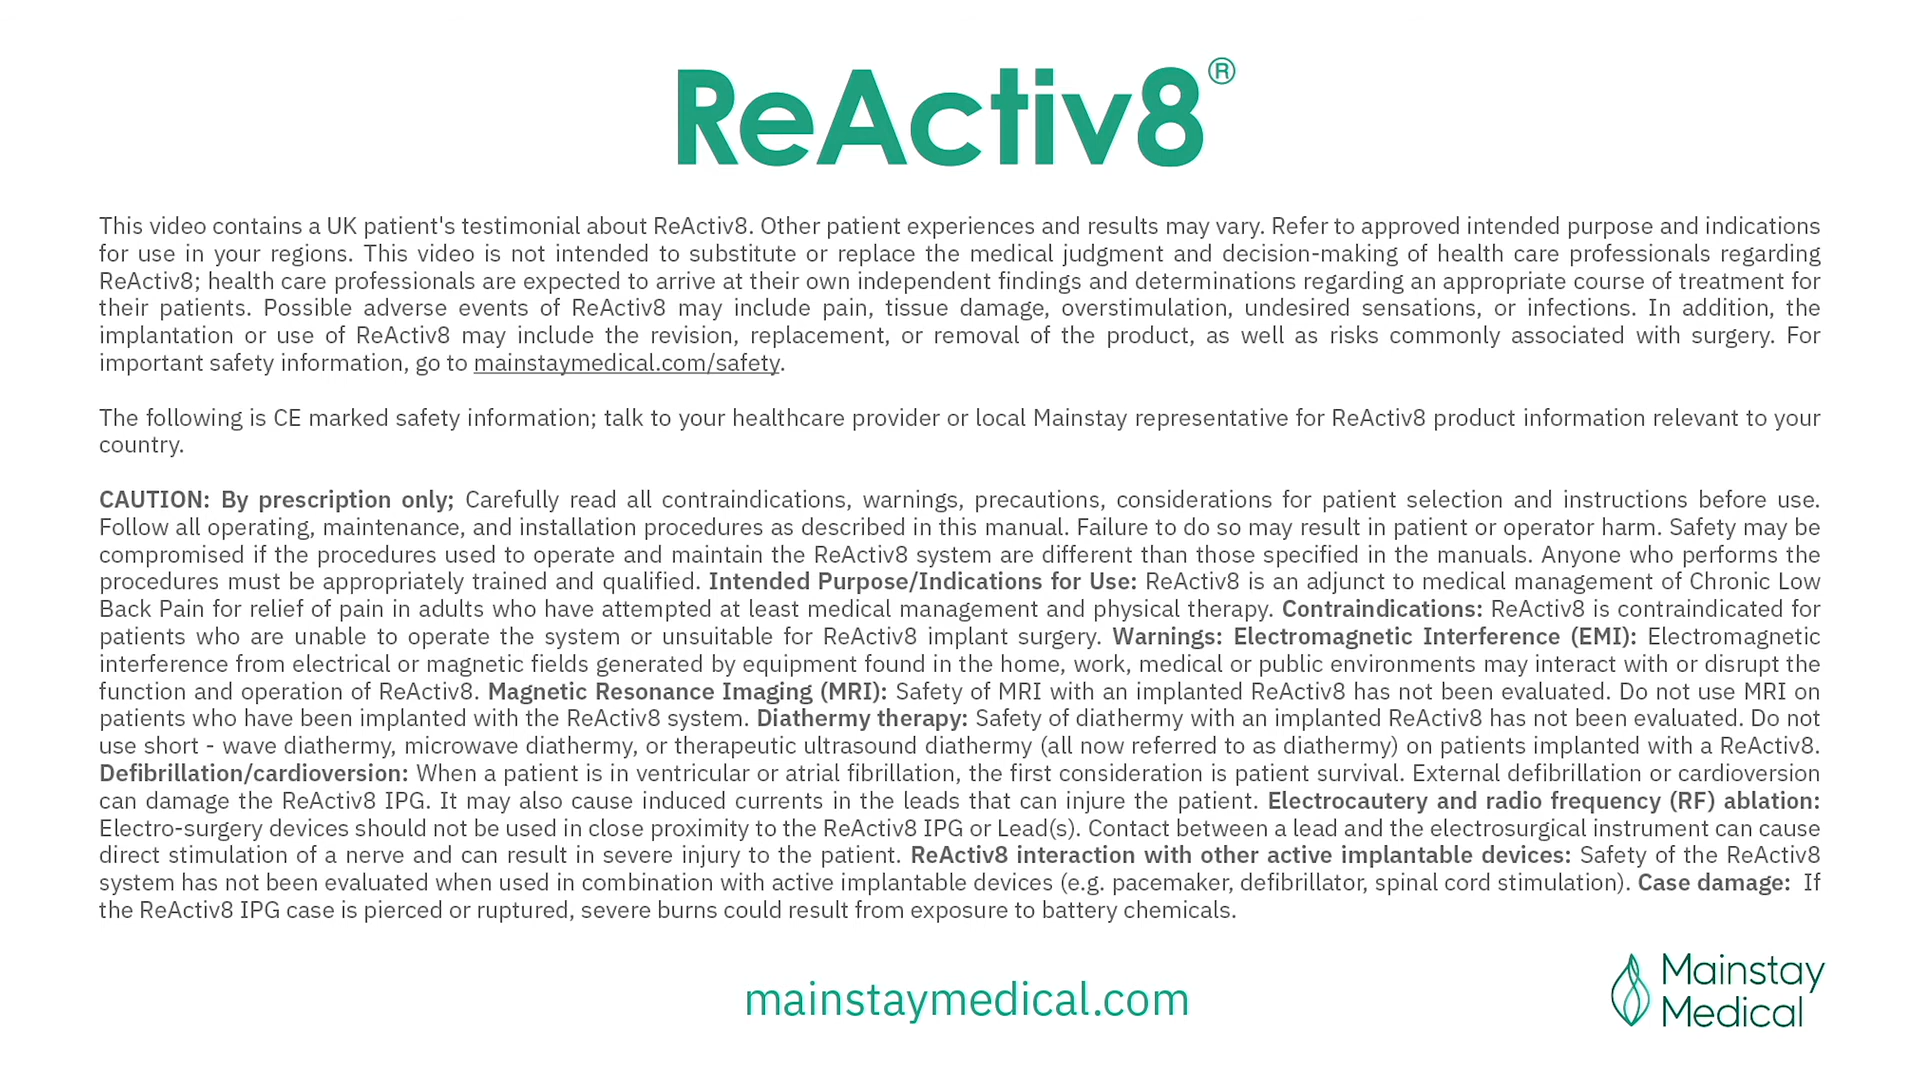 ReActiv8®
This video contains a UK patient's testimonial about ReActiv8. Other patient experiences and results may vary. Refer to approved intended purpose and indications
for use in your regions. This video is not intended to substitute or replace the medical judgment and decision-making of health care professionals regarding
ReActiv8; health care professionals are expected to arrive at their own independent findings and determinations regarding an appropriate course of treatment for
their patients. Possible adverse events of ReActiv8 may include pain, tissue damage, overstimulation, undesired sensations, or infections. In addition, the
implantation or use of ReActiv8 may include the revision, replacement, or removal of the product, as well as risks commonly associated with surgery. For
important safety information, go to mainstaymedical.com/safety.
The following is CE marked safety information; talk to your healthcare provider or local Mainstay representative for ReActiv8 product information relevant to your
country.
CAUTION: By prescription only; Carefully read all contraindications, warnings, precautions, considerations for patient selection and instructions before use.
Follow all operating, maintenance, and installation procedures as described in this manual. Failure to do so may result in patient or operator harm. Safety may be
compromised if the procedures used to operate and maintain the ReActiv8 system are different than those specified in the manuals. Anyone who performs the
procedures must be appropriately trained and qualified. Intended Purpose/Indications for Use: ReActiv8 is an adjunct to medical management of Chronic Low
Back Pain for relief of pain in adults who have attempted at least medical management and physical therapy. Contraindications: ReActiv8 is contraindicated for
patients who are unable to operate the system or unsuitable for ReActiv8 implant surgery. Warnings: Electromagnetic Interference (EMI): Electromagnetic
interference from electrical or magnetic fields generated by equipment found in the home, work, medical or public environments may interact with or disrupt the
function and operation of ReActiv8. Magnetic Resonance Imaging (MRI): Safety of MRI with an implanted ReActiv8 has not been evaluated. Do not use MRI on
patients who have been implanted with the ReActiv8 system. Diathermy therapy: Safety of diathermy with an implanted ReActiv8 has not been evaluated. Do not
use short - wave diathermy, microwave diathermy, or therapeutic ultrasound diathermy (all now referred to as diathermy) on patients implanted with a ReActiv8.
Defibrillation/cardioversion: When a patient is in ventricular or atrial fibrillation, the first consideration is patient survival. External defibrillation or cardioversion
can damage the ReActiv8 IPG. It may also cause induced currents in the leads that can injure the patient. Electrocautery and radio frequency (RF) ablation:
Electro-surgery devices should not be used in close proximity to the ReActiv8 IPG or Lead(s). Contact between a lead and the electrosurgical instrument can cause
direct stimulation of a nerve and can result in severe injury to the patient. ReActiv8 interaction with other active implantable devices: Safety of the ReActiv8
system has not been evaluated when used in combination with active implantable devices (e.g. pacemaker, defibrillator, spinal cord stimulation). Case damage: If
the ReActiv8 IPG case is pierced or ruptured, severe burns could result from exposure to battery chemicals.
mainstaymedical.com
Mainstay
Medical